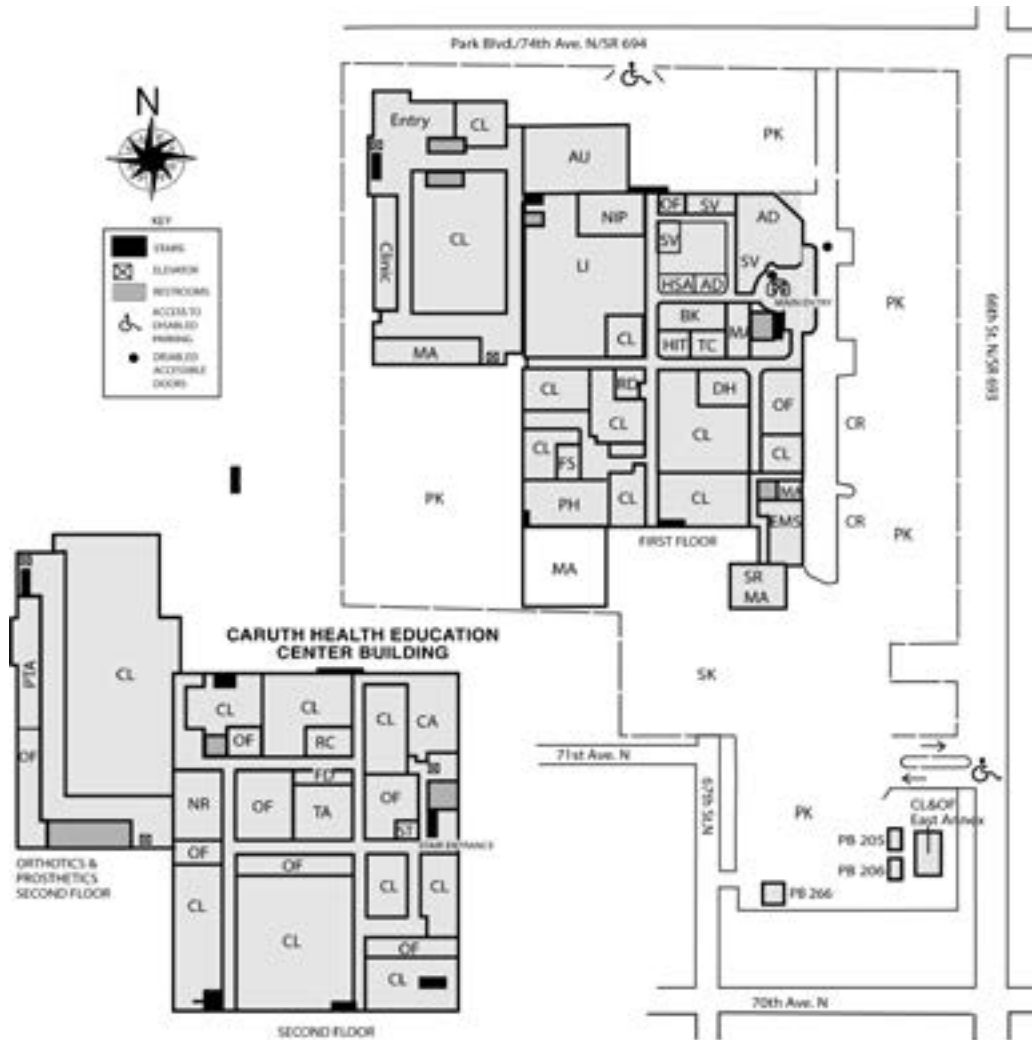 Park Blvd./74th Ave. N/SR 694
N
KEY
STAIRS
ELEVATOR
RESTROOMS
ACCESS TO
DISABLED
PARKING
DISABLED
ACCESSIBLE
DOORS
Entry
CL
AU
PK
CL
Clinic
MA
NIP
LI
CL
OF
SV
AD
SV
SV
HSA
AD
MAIN ENTRY
BK
MA
HIT
TC
PK
66th St. N/SR 693
CL
RD
CL
DH
CL
OF
CL
CR
CL
FS
PH
CL
CL
MA
EMS
CR
PK
PK
FIRST FLOOR
MA
SR
MA
CARUTH HEALTH EDUCATION
CENTER BUILDING
SK
CL
PTA
OF
ORTHOTICS &
PROSTHETICS
SECOND FLOOR
CL
OF
CL
RC
CL
CA
NR
OF
TA
OF
ST
STAIR ENTRANCE
OF
OF
CL
CL
CL
CL
OF
CL
SECOND FLOOR
71st Ave. N
67th St.N
PK
CL&OF
East Annex
PB 205
PB 206
PB 266
70th Ave. N